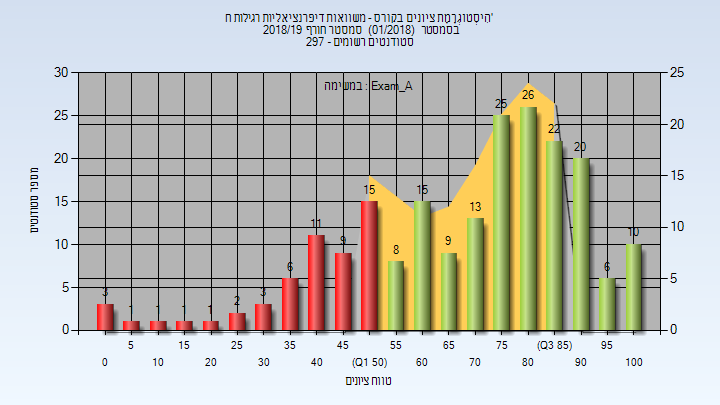 היסטוגרמת ציונים בקורס - משוואות דיפרנציאליות רגילות ח'
בסמסטר (01/2018) סמסטר חורף 2018/19
סטודנטים רשומים - 297
במשימה : Exam_A
30 25 20 15 10 5 0
25 20 15 10 5 0
מספר סטודנטים
3 1 1 1 1 2 3 6 11 9 15 8 15 9 13 25 26 22 20 6 10
5 15 25 35 45 55 65 75 (Q3 85) 95
0 10 20 30 40 (Q1 50) 60 70 80 90 100
טווח ציונים